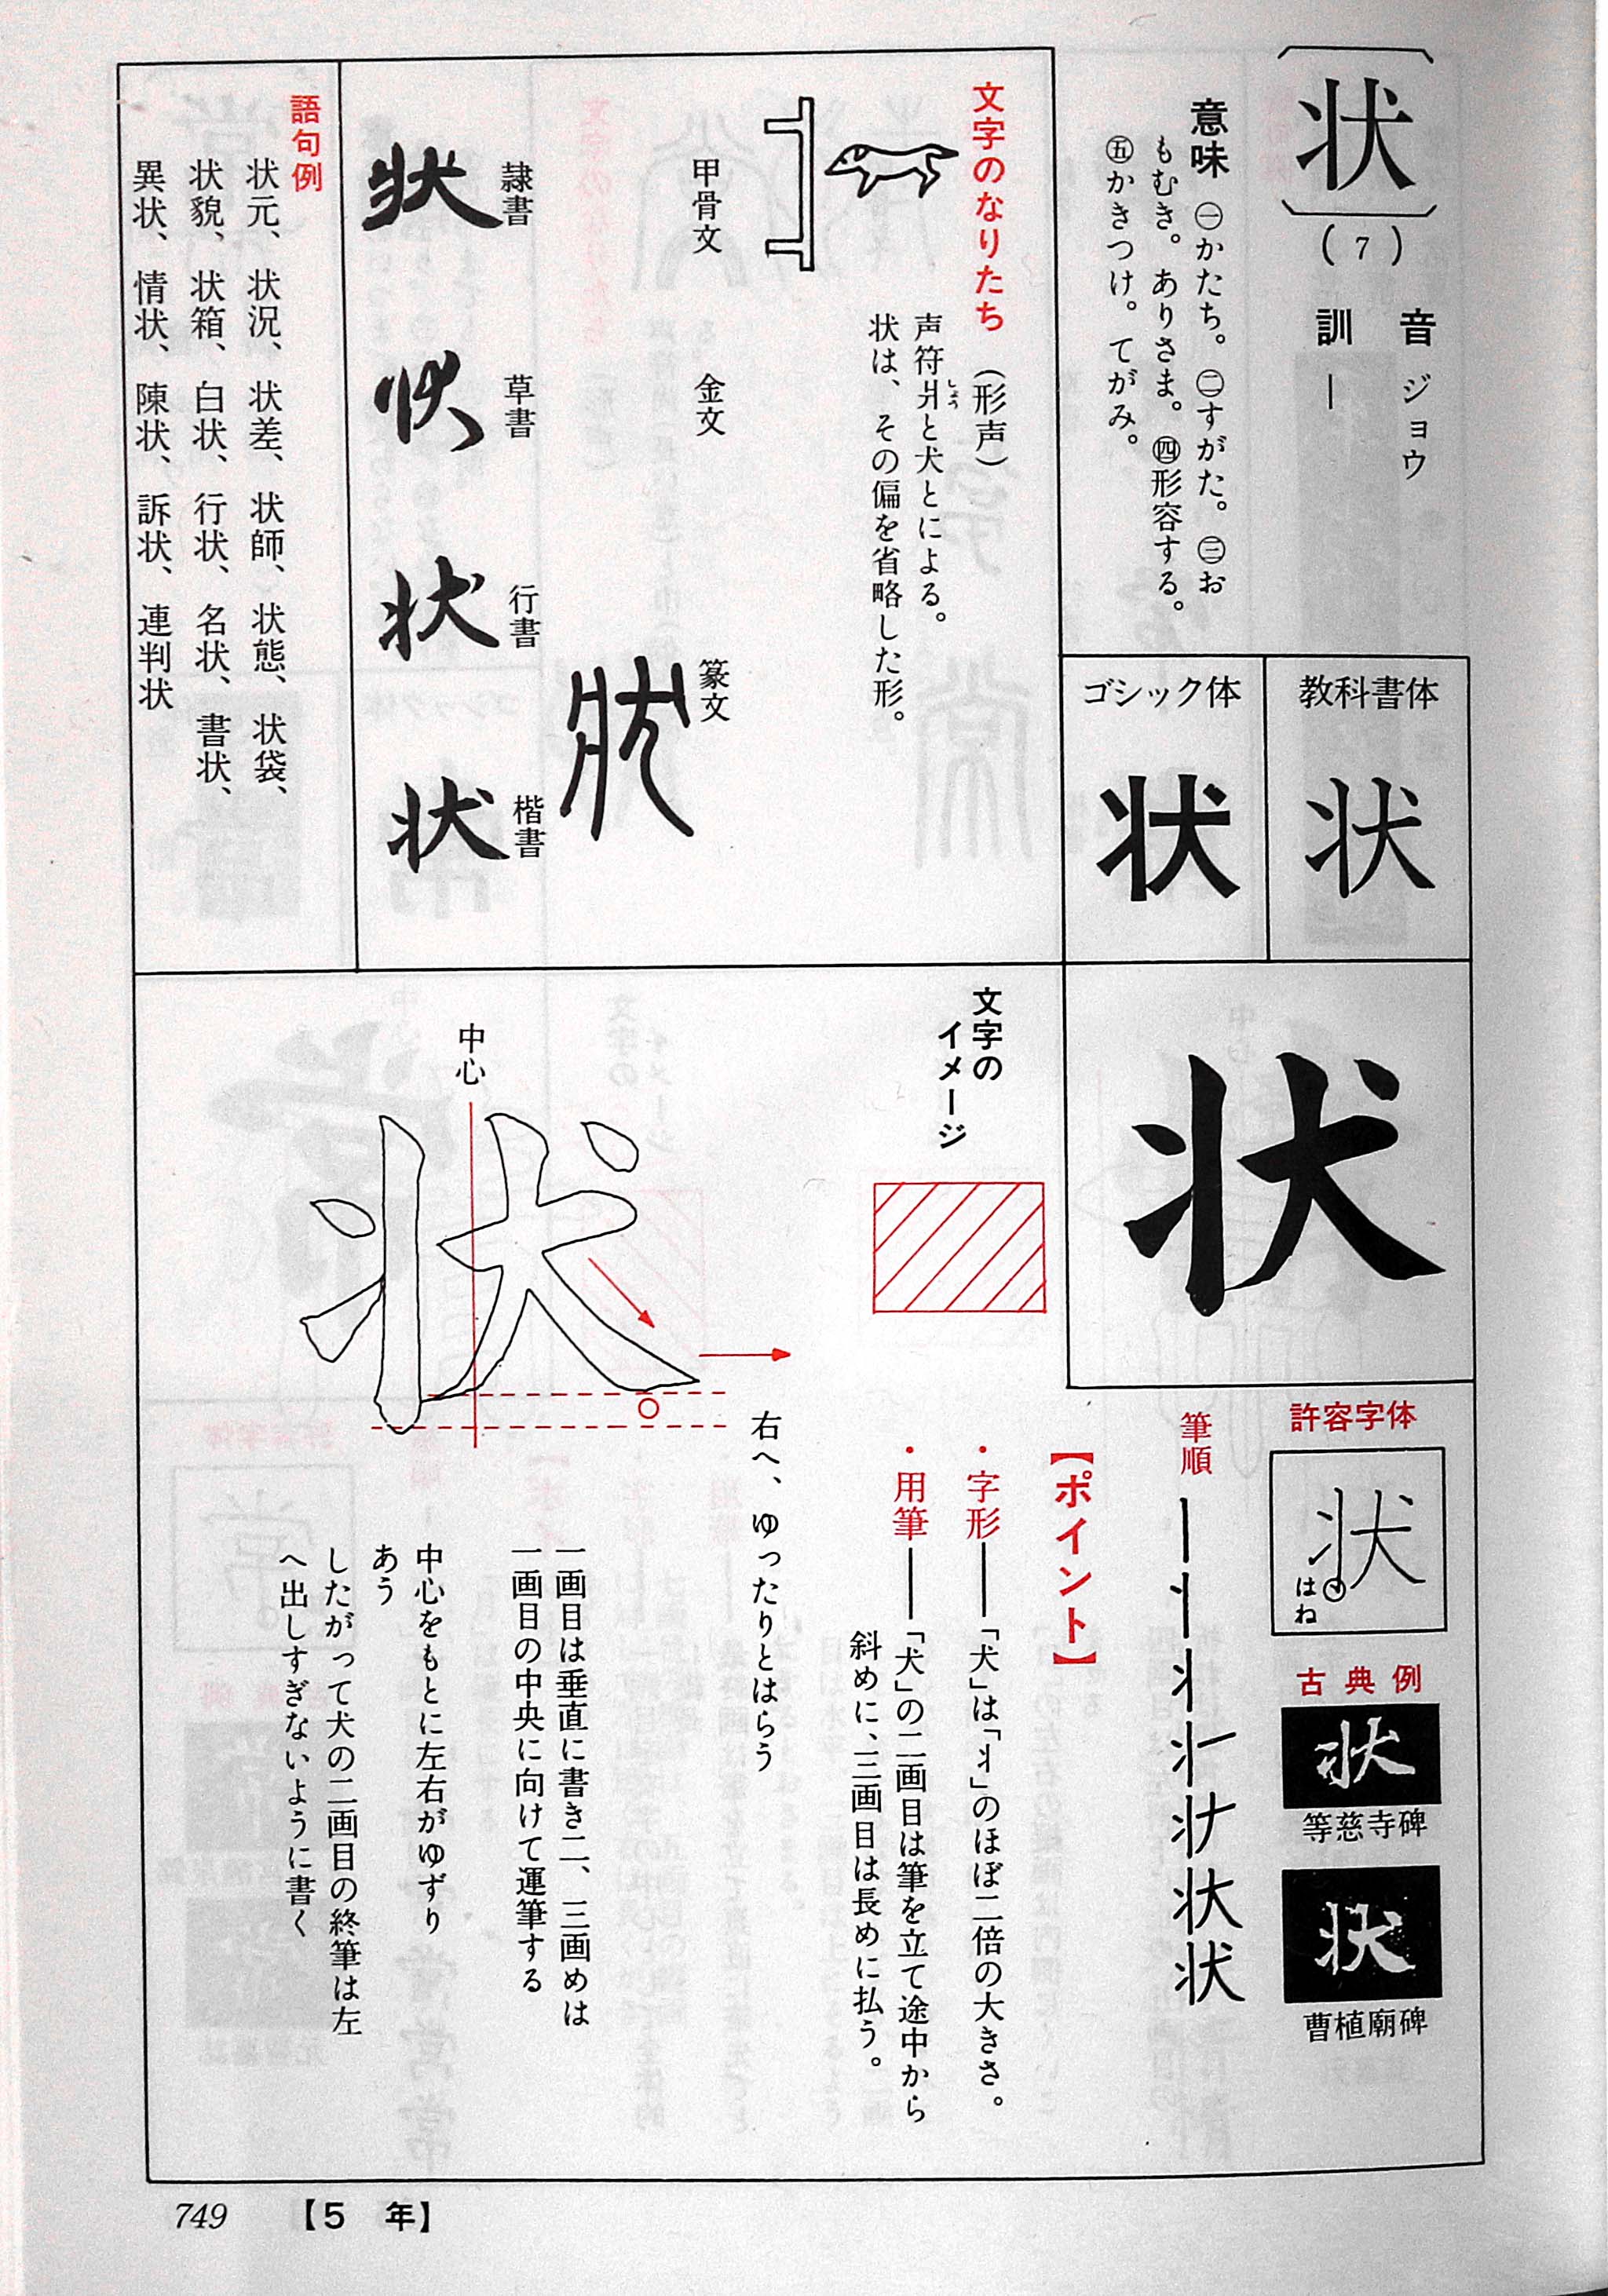 状
(7)
音 ジョウ
訓 ―
意味 ㊀かたち。㊁すがた。㊂お
もむき。ありさま。㊃形容する。
㊄かきつけ。てがみ。
教科書体
状
ゴシック体
状
文字のなりたち (形声)
声符爿しょうと犬とによる。
状は、その偏を省略した形。
甲骨文
金文
篆文
狀
隷書
状
草書
状
行書
状
楷書
状
語句例
状元、状況、状差、状師、状態、状袋、
状貌、状箱、白状、行状、名状、書状、
異状、情状、陳状、訴状、連判状
状
許容字体
状
はね
古典例
状
等慈寺碑
状
曹植廟碑
筆順
状
文字の
イメージ
【ポイント】
・字形――「犬」は「丬」のほぼ二倍の大きさ。
・用筆――「犬」の二画目は筆を立て途中から
斜めに、三画目は長めに払う。
中心
右へ、ゆったりとはらう
一画目は垂直に書き二、三画めは
一画目の中央に向けて運筆する
中心をもとに左右がゆずり
あう
したがって犬の二画目の終筆は左
へ出しすぎないように書く
749 【5 年】